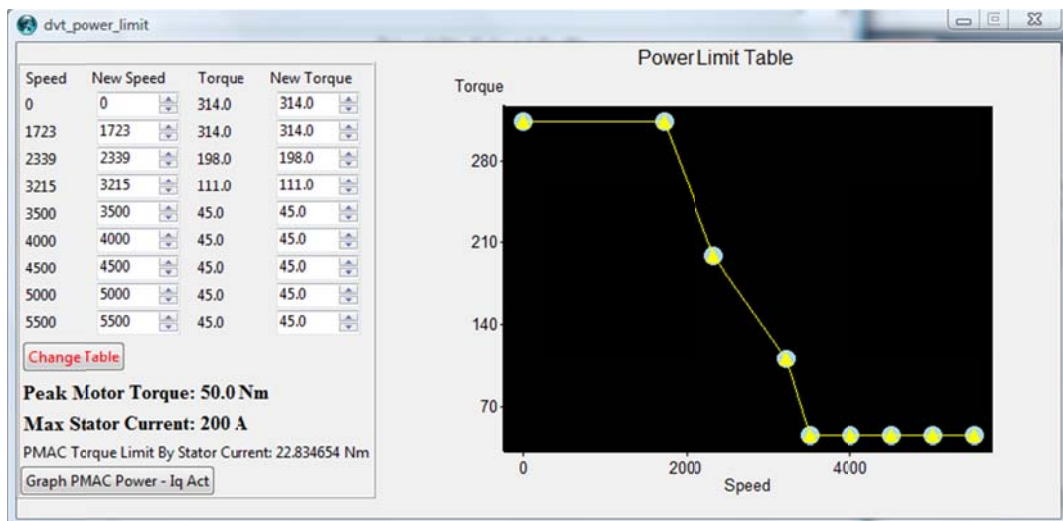 dvt_power_limit
Speed New Speed Torque New Torque
0 0 314.0 314.0
1723 1723 314.0 314.0
2339 2339 198.0 198.0
3215 3215 111.0 111.0
3500 3500 45.0 45.0
4000 4000 45.0 45.0
4500 4500 45.0 45.0
5000 5000 45.0 45.0
5500 5500 45.0 45.0
Change Table
Peak Motor Torque: 50.0 Nm
Max Stator Current: 200 A
PMAC Torque Limit By Stator Current: 22.834654 Nm
Graph PMAC Power - Iq Act
Power Limit Table
Torque
280
210
140
70
0 2000 4000
Speed